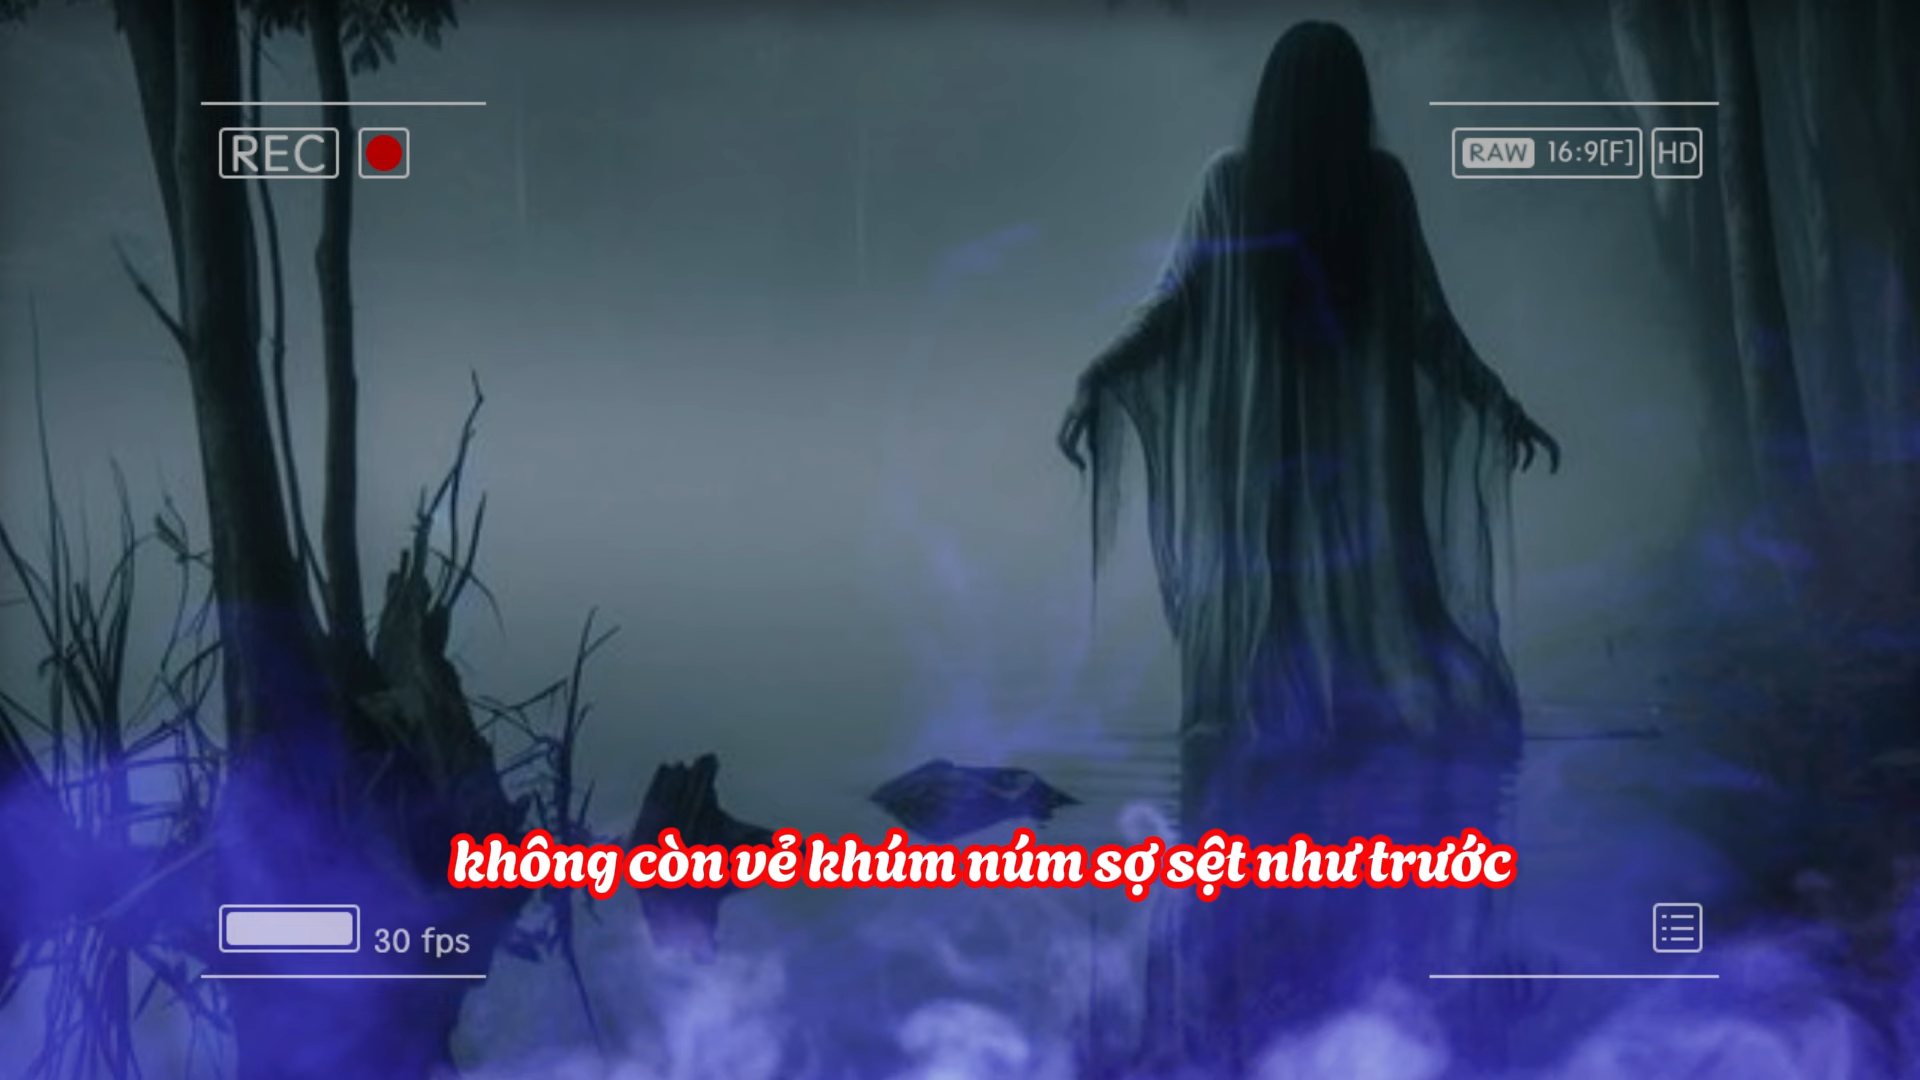 REC
RAW 16:9[F] HD
không còn vẻ khúm núm sợ sệt như trước
30 fps